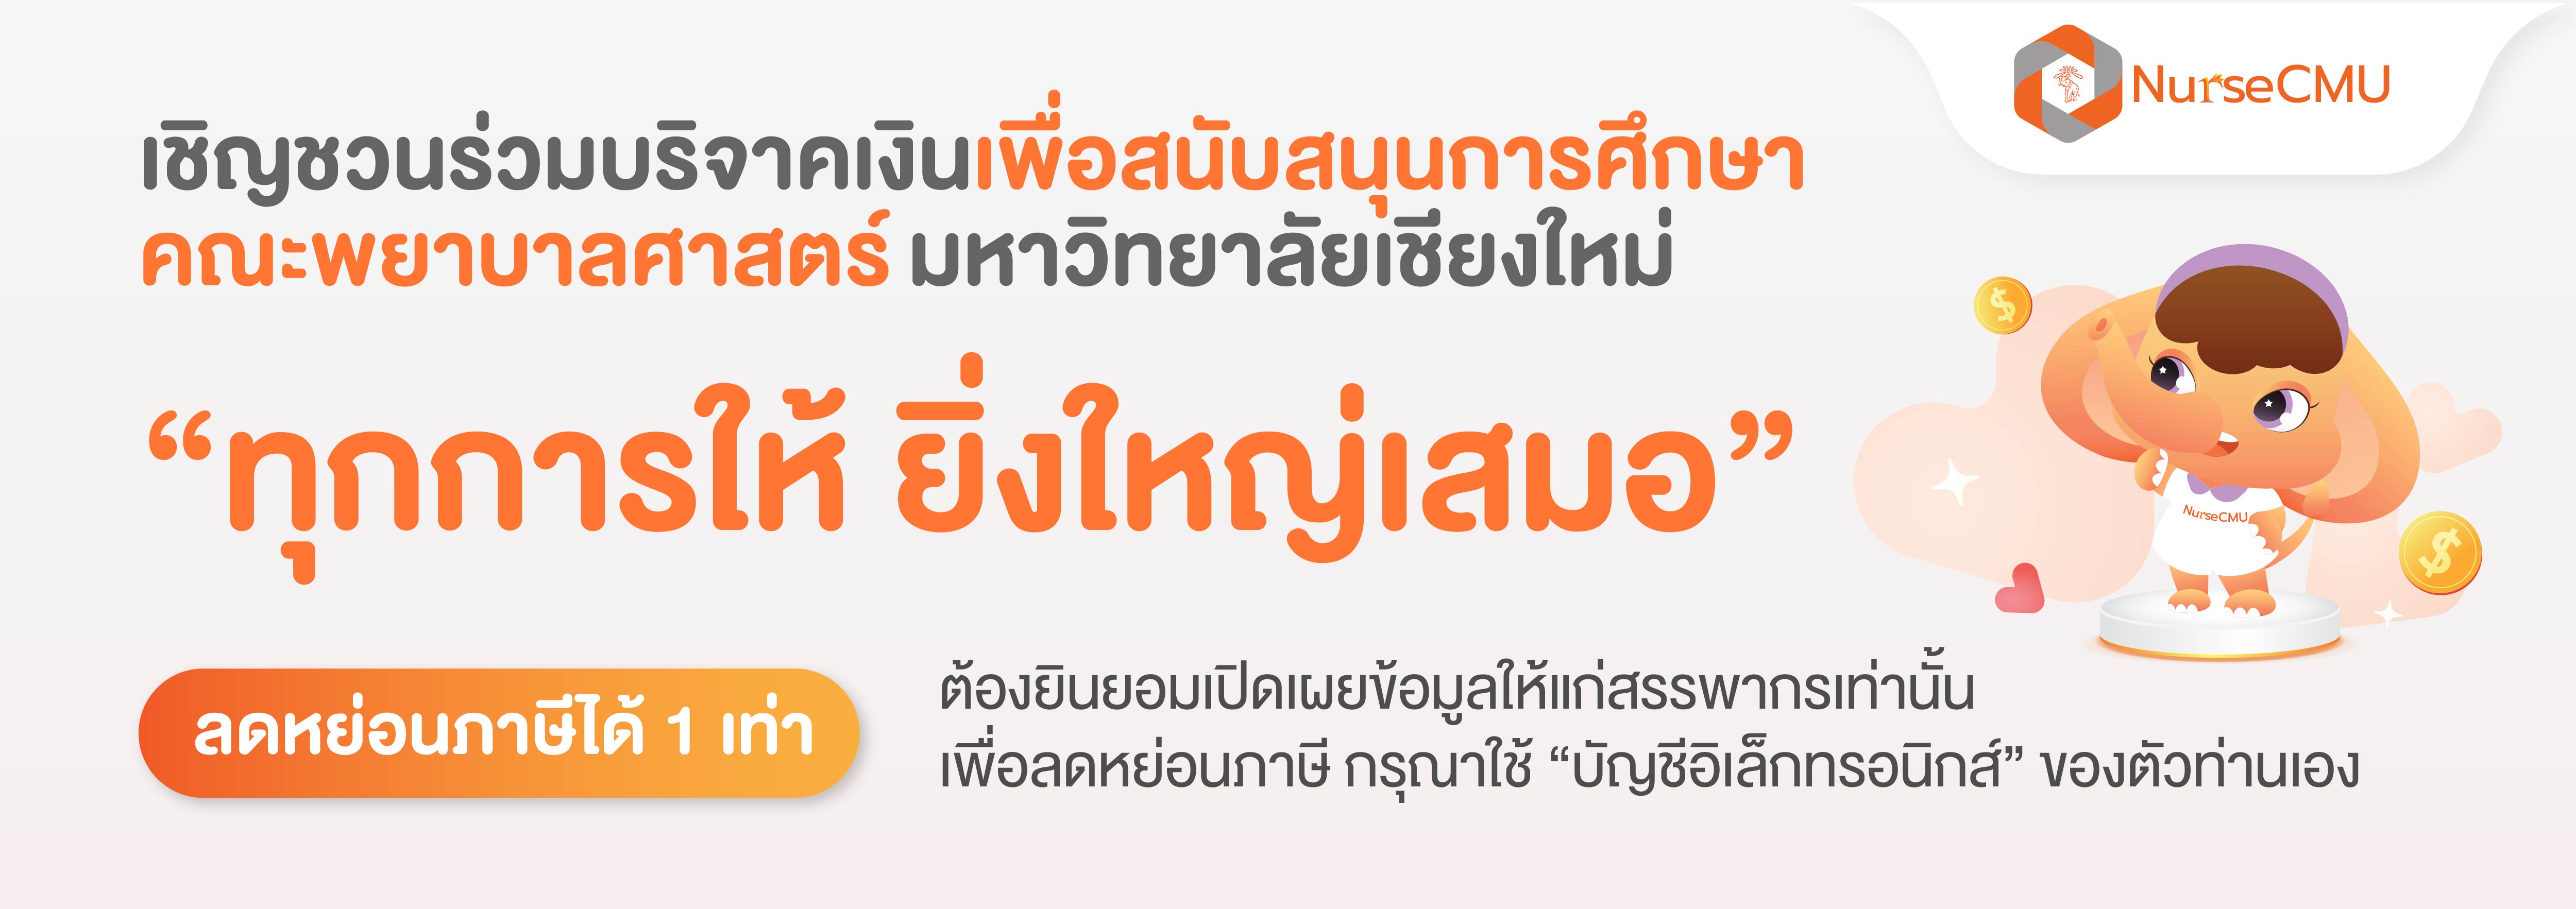 NurseCMU
เชิญชวนร่วมบริจาคเงินเพื่อสนับสนุนการศึกษา
คณะพยาบาลศาสตร์ มหาวิทยาลัยเชียงใหม่
“ทุกการให้ ยิ่งใหญ่เสมอ”
NurseCMU
ลดหย่อนภาษีได้ 1 เท่า
ต้องยินยอมเปิดเผยข้อมูลให้แก่สรรพากรเท่านั้น
เพื่อลดหย่อนภาษี กรุณาใช้ “บัญชีอิเล็กทรอนิกส์” ของตัวท่านเอง